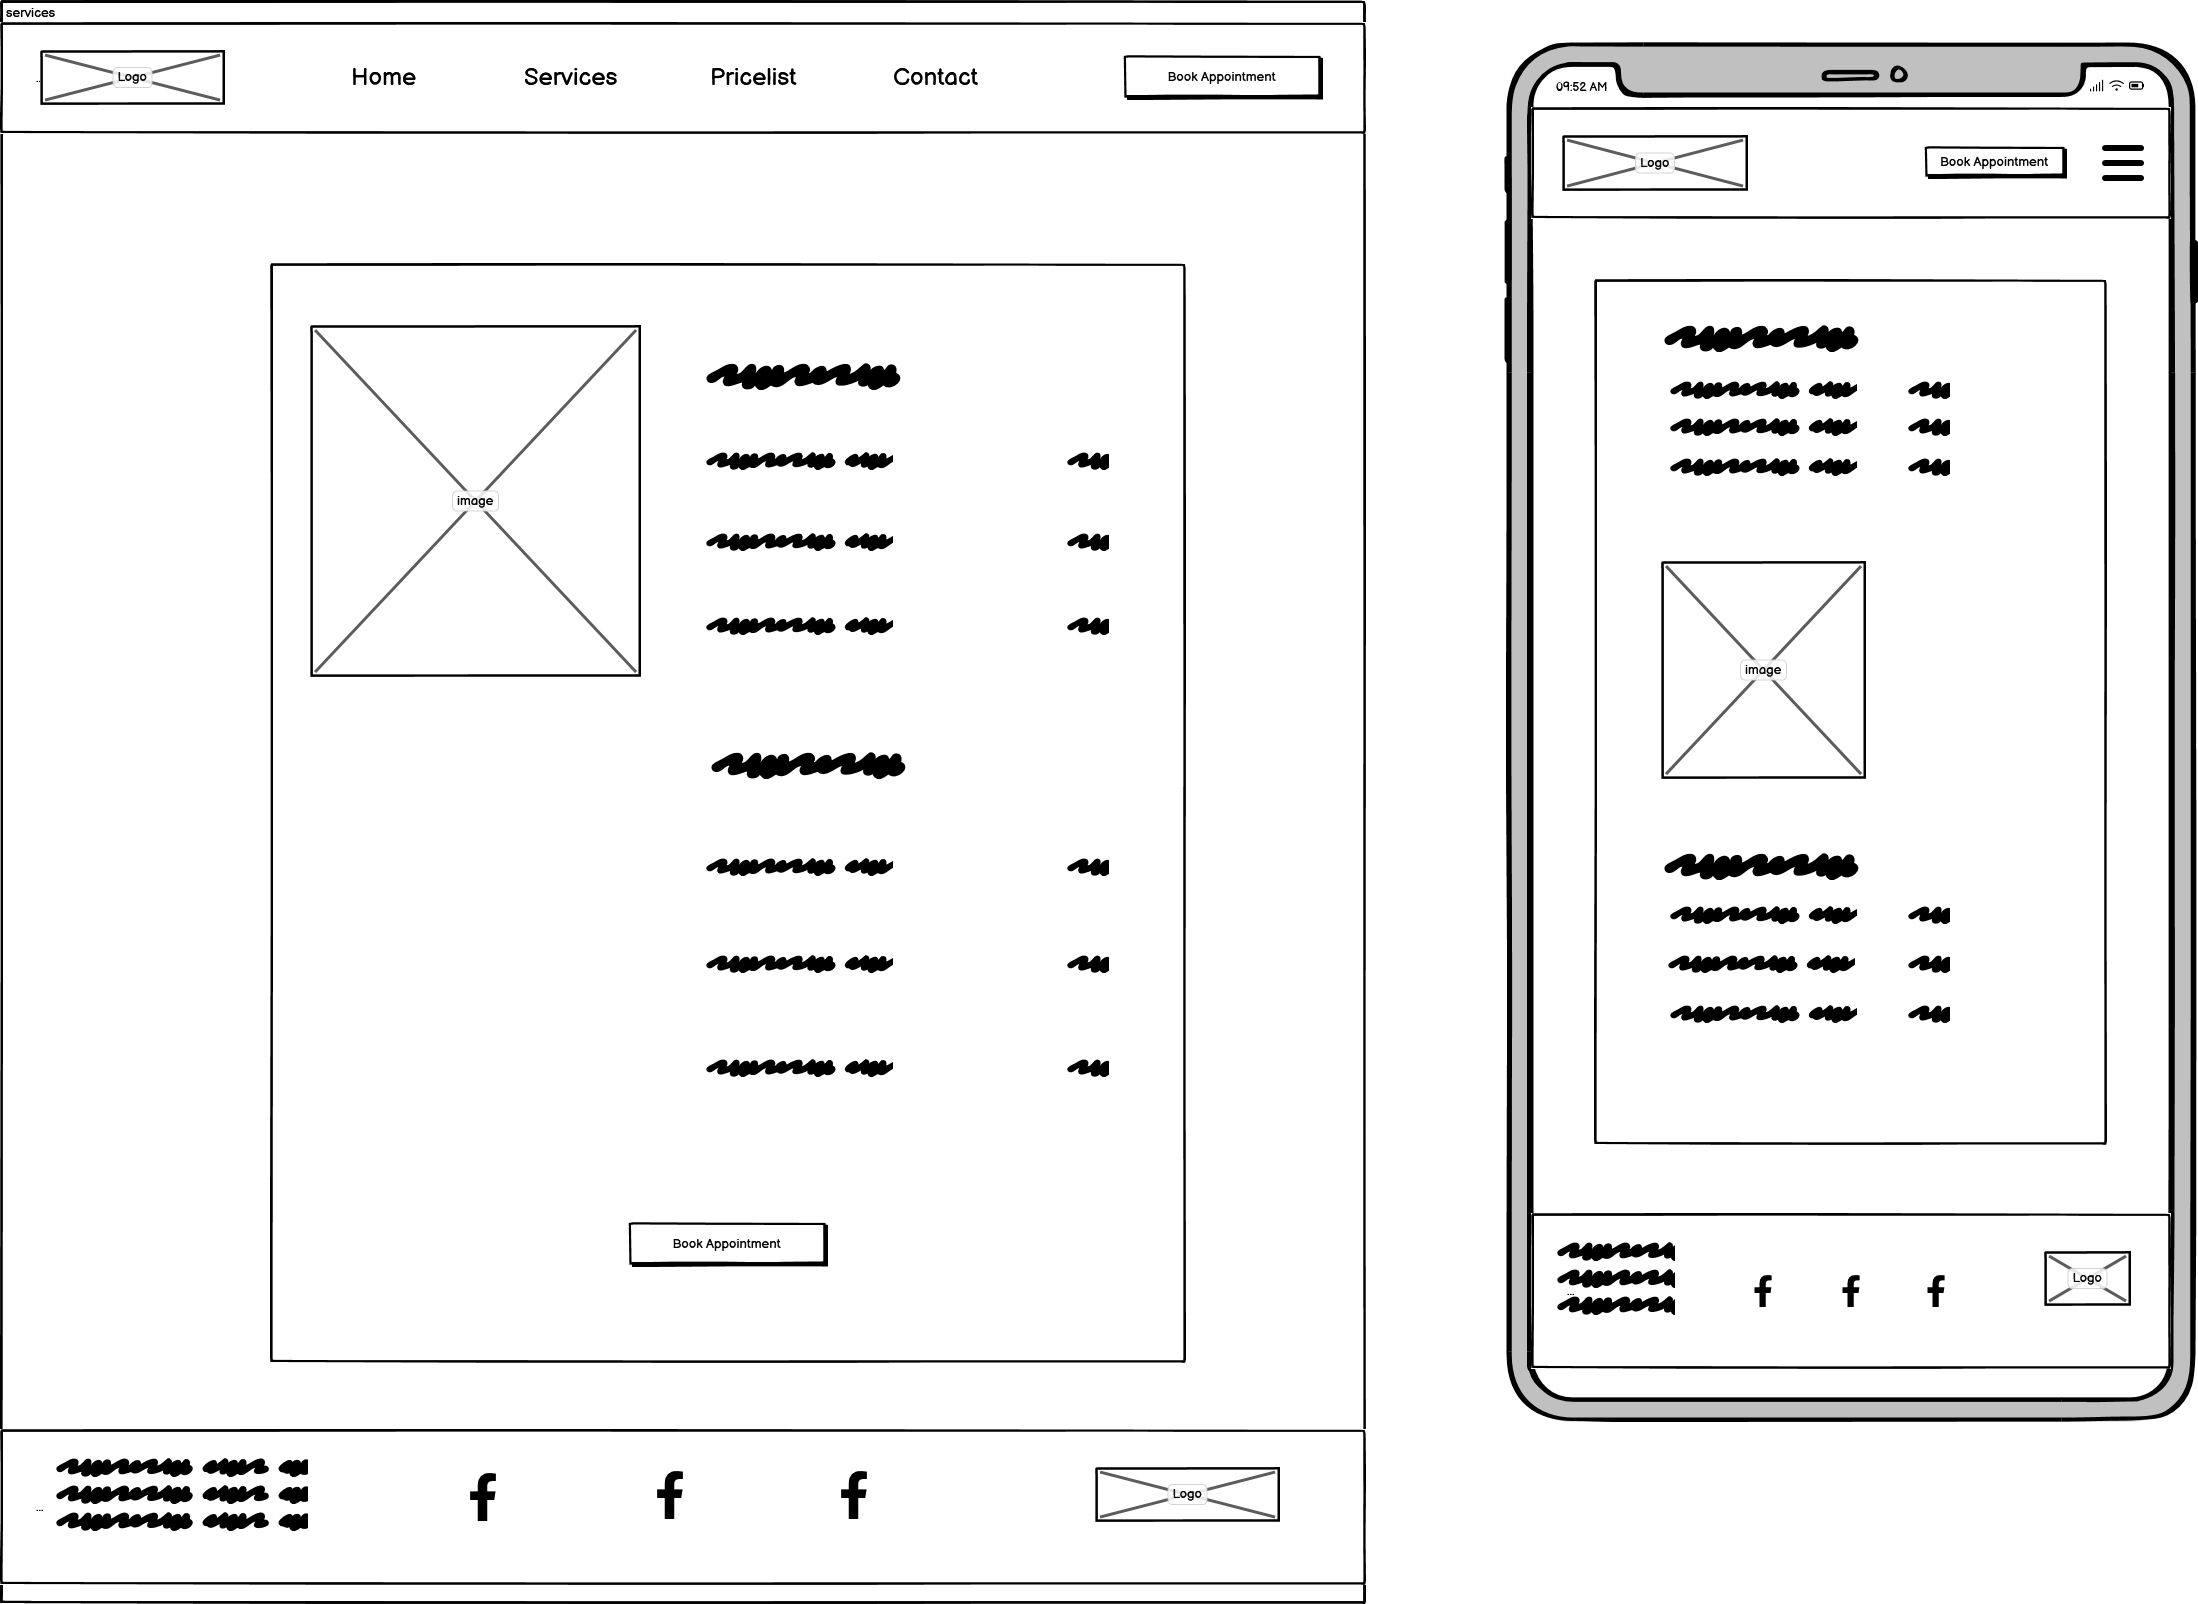 services
Logo
Home Services Pricelist Contact
Book Appointment
image
Book Appointment
...
Logo
09:52 AM
Logo
Book Appointment
image
...
Logo